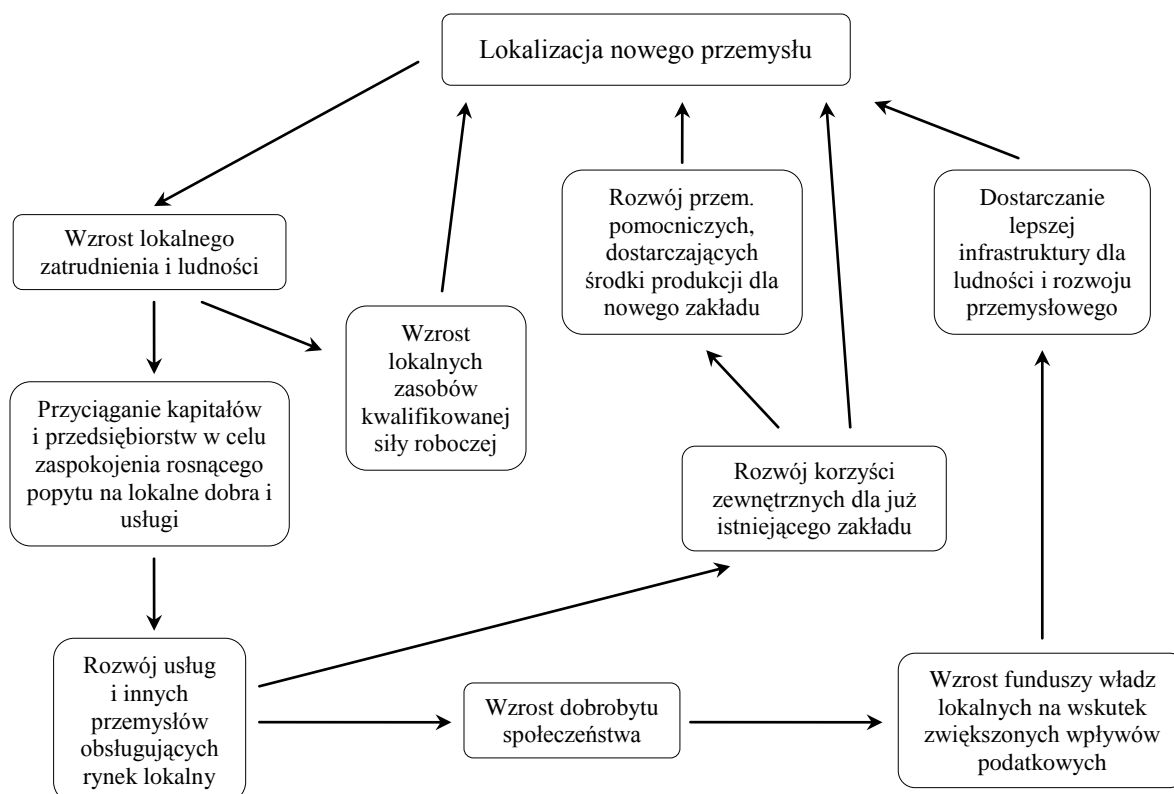 Lokalizacja nowego przemysłu
Wzrost lokalnego
zatrudnienia i ludności
Rozwój przem.
pomocniczych,
dostarczających
środki produkcji dla
nowego zakładu
Dostarczanie
lepszej
infrastruktury dla
ludności i rozwoju
przemysłowego
Wzrost
lokalnych
zasobów
kwalifikowanej
siły roboczej
Przyciąganie kapitałów
i przedsiębiorstw w celu
zaspokojenia rosnącego
popytu na lokalne dobra i
usługi
Rozwój korzyści
zewnętrznych dla już
istniejącego zakładu
Rozwój usług
i innych
przemysłów
obsługujących
rynek lokalny
Wzrost dobrobytu
społeczeństwa
Wzrost funduszy władz
lokalnych na wskutek
zwiększonych wpływów
podatkowych